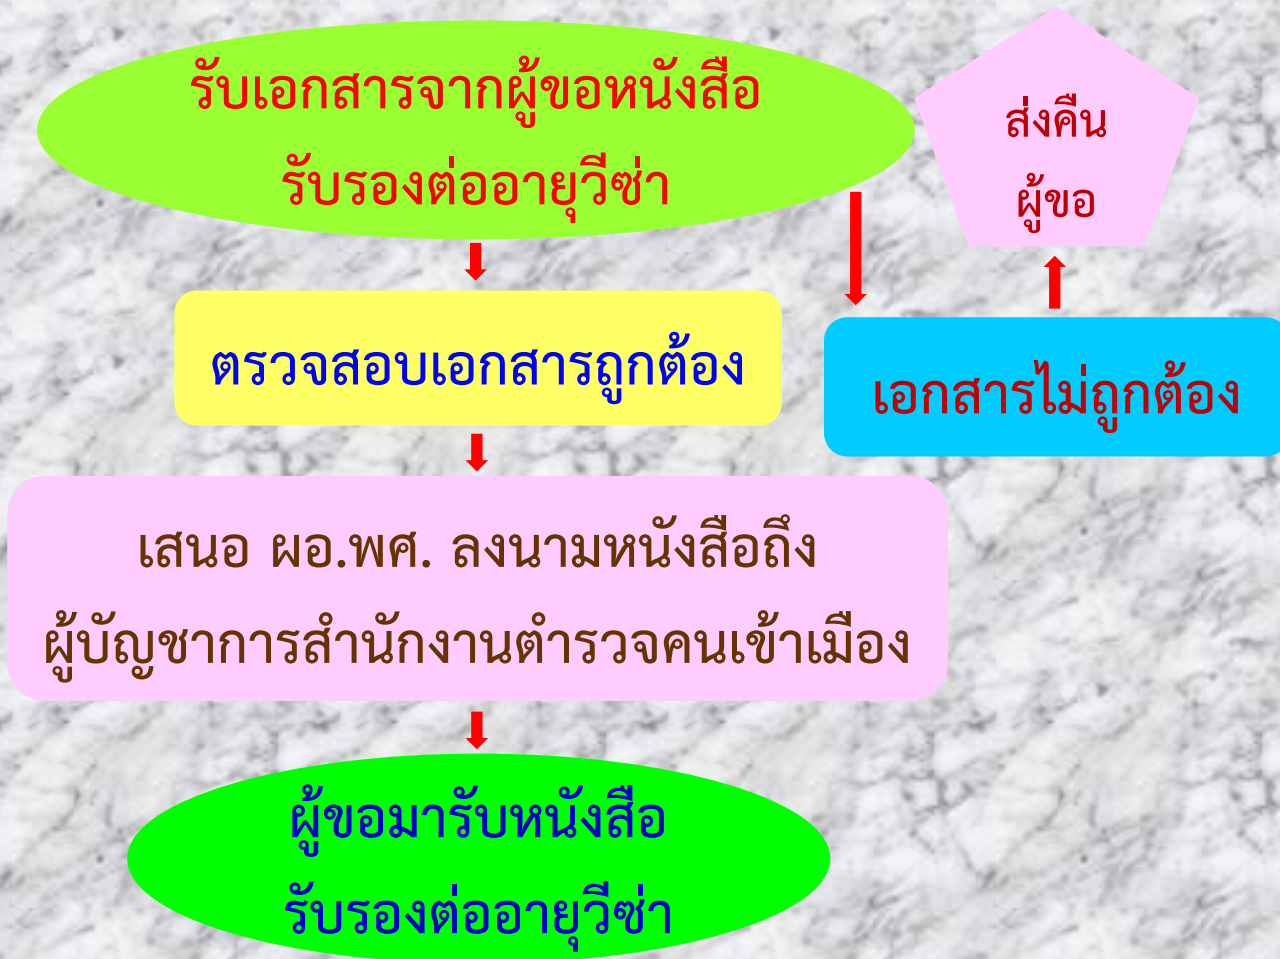 รับเอกสารจากผู้ขอหนังสือ
รับรองต่ออายุวีซ่า
ส่งคืน
ผู้ขอ
ตรวจสอบเอกสารถูกต้อง
เอกสารไม่ถูกต้อง
เสนอ ผอ.พศ. ลงนามหนังสือถึง
ผู้บัญชาการสำนักงานตำรวจคนเข้าเมือง
ผู้ขอมารับหนังสือ
รับรองต่ออายุวีซ่า